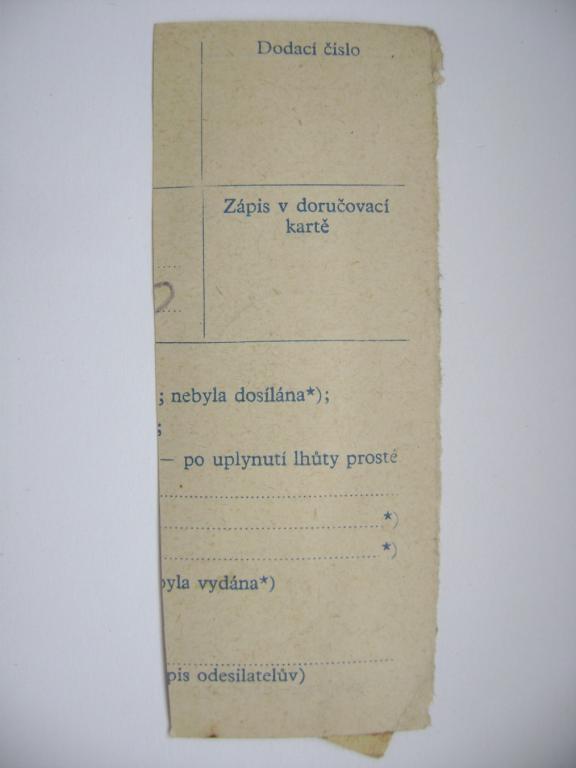 Dodací číslo
Zápis v doručovací
kartě
; nebyla dosílána*);
;
— po uplynutí lhůty prosté
*)
*)
byla vydána*)
pis odesilatelův)